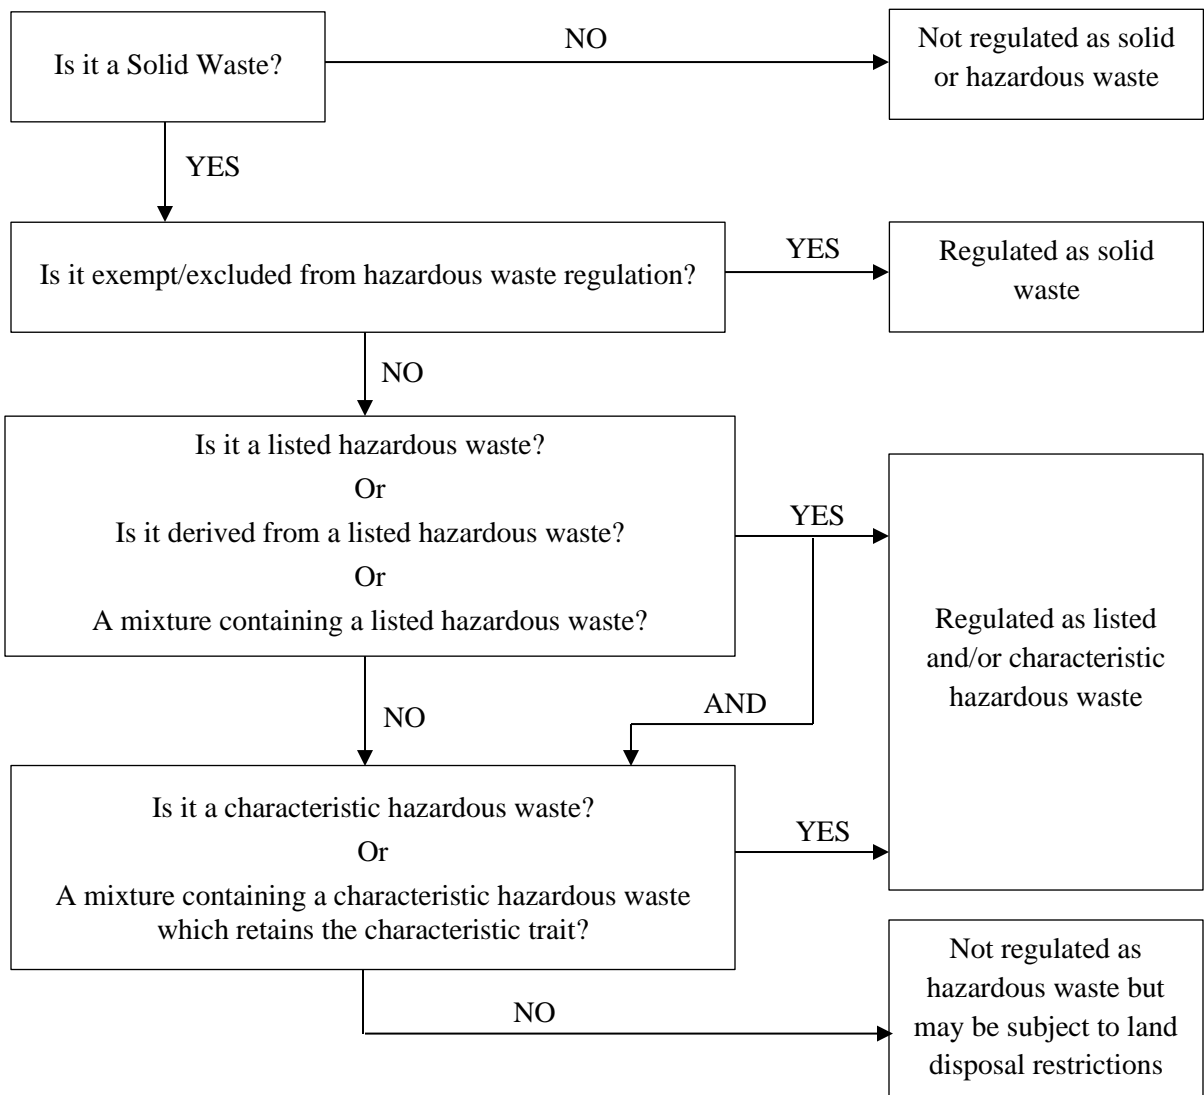 Is it a Solid Waste?
NO
Not regulated as solid
or hazardous waste
YES
Is it exempt/excluded from hazardous waste regulation?
YES
Regulated as solid
waste
NO
Is it a listed hazardous waste?
Or
Is it derived from a listed hazardous waste?
Or
A mixture containing a listed hazardous waste?
YES
Regulated as listed
and/or characteristic
hazardous waste
NO
AND
Is it a characteristic hazardous waste?
Or
A mixture containing a characteristic hazardous waste
which retains the characteristic trait?
YES
NO
Not regulated as
hazardous waste but
may be subject to land
disposal restrictions